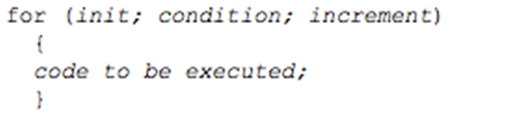 for (init; condition; increment)
{
code to be executed;
}